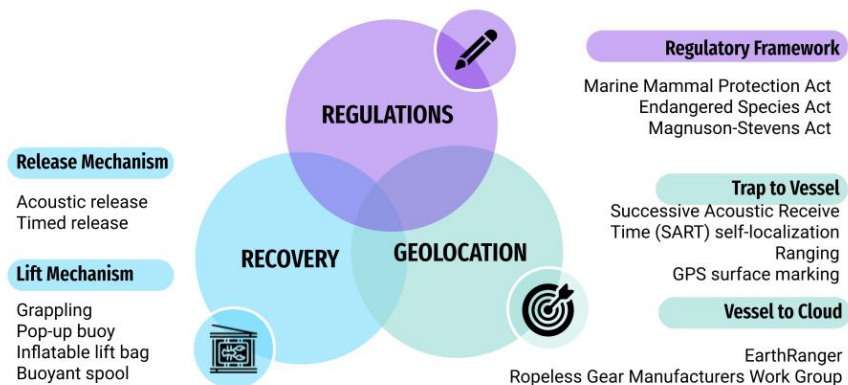 REGULATIONS
RECOVERY
GEOLOCATION
Release Mechanism
Acoustic release
Timed release
Lift Mechanism
Grappling
Pop-up buoy
Inflatable lift bag
Buoyant spool
Regulatory Framework
Marine Mammal Protection Act
Endangered Species Act
Magnuson-Stevens Act
Trap to Vessel
Successive Acoustic Receive
Time (SART) self-localization
Ranging
GPS surface marking
Vessel to Cloud
EarthRanger
Ropeless Gear Manufacturers Work Group